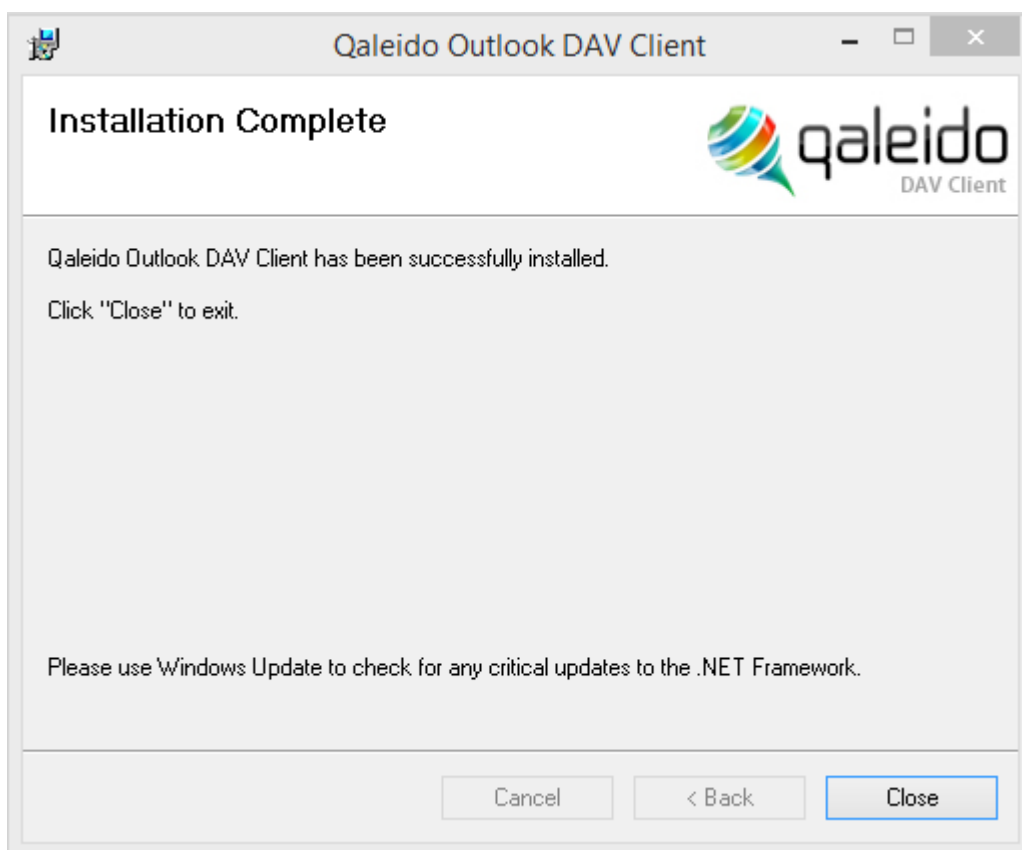 Qaleido Outlook DAV Client
Installation Complete
qaleido
DAV Client
Qaleido Outlook DAV Client has been successfully installed.
Click "Close" to exit.
Please use Windows Update to check for any critical updates to the .NET Framework.
Cancel
< Back
Close